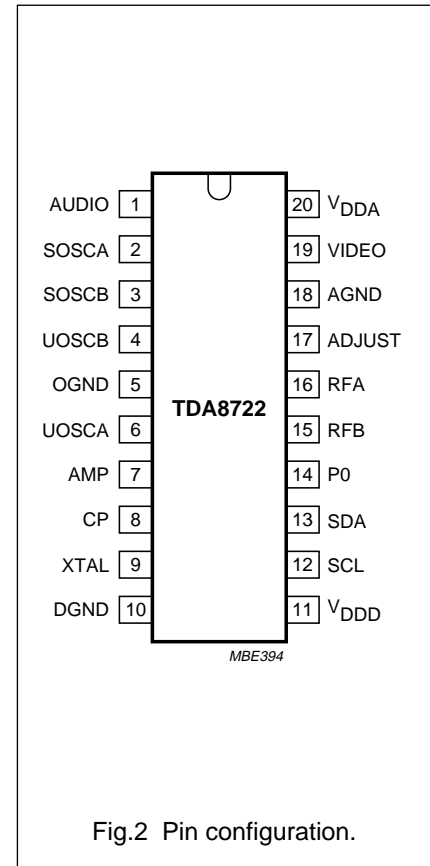 AUDIO 1
SOSCA 2
SOSCB 3
UOSCB 4
OGND 5
UOSCA 6
AMP 7
CP 8
XTAL 9
DGND 10
TDA8722
20 VDDA
19 VIDEO
18 AGND
17 ADJUST
16 RFA
15 RFB
14 P0
13 SDA
12 SCL
11 VDDD
MBE394
Fig.2 Pin configuration.